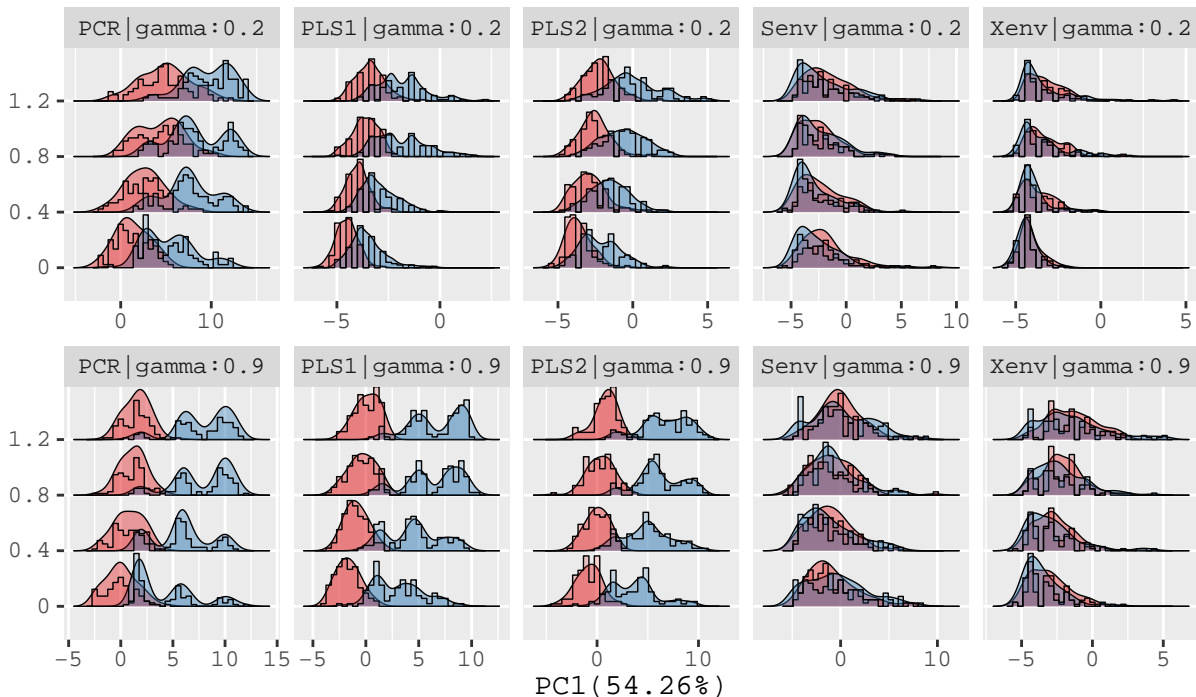 PCR|gamma:0.2 PLS1|gamma:0.2 PLS2|gamma:0.2 Senv|gamma:0.2 Xenv|gamma:0.2
1.2
0.8
0.4
0
0 10 −5 0 −5 0 5 −5 0 5 10 −5 0 5
PCR|gamma:0.9 PLS1|gamma:0.9 PLS2|gamma:0.9 Senv|gamma:0.9 Xenv|gamma:0.9
1.2
0.8
0.4
0
−5 0 5 10 15 −5 0 5 10 0 10 0 10 −5 0 5
PC1(54.26%)